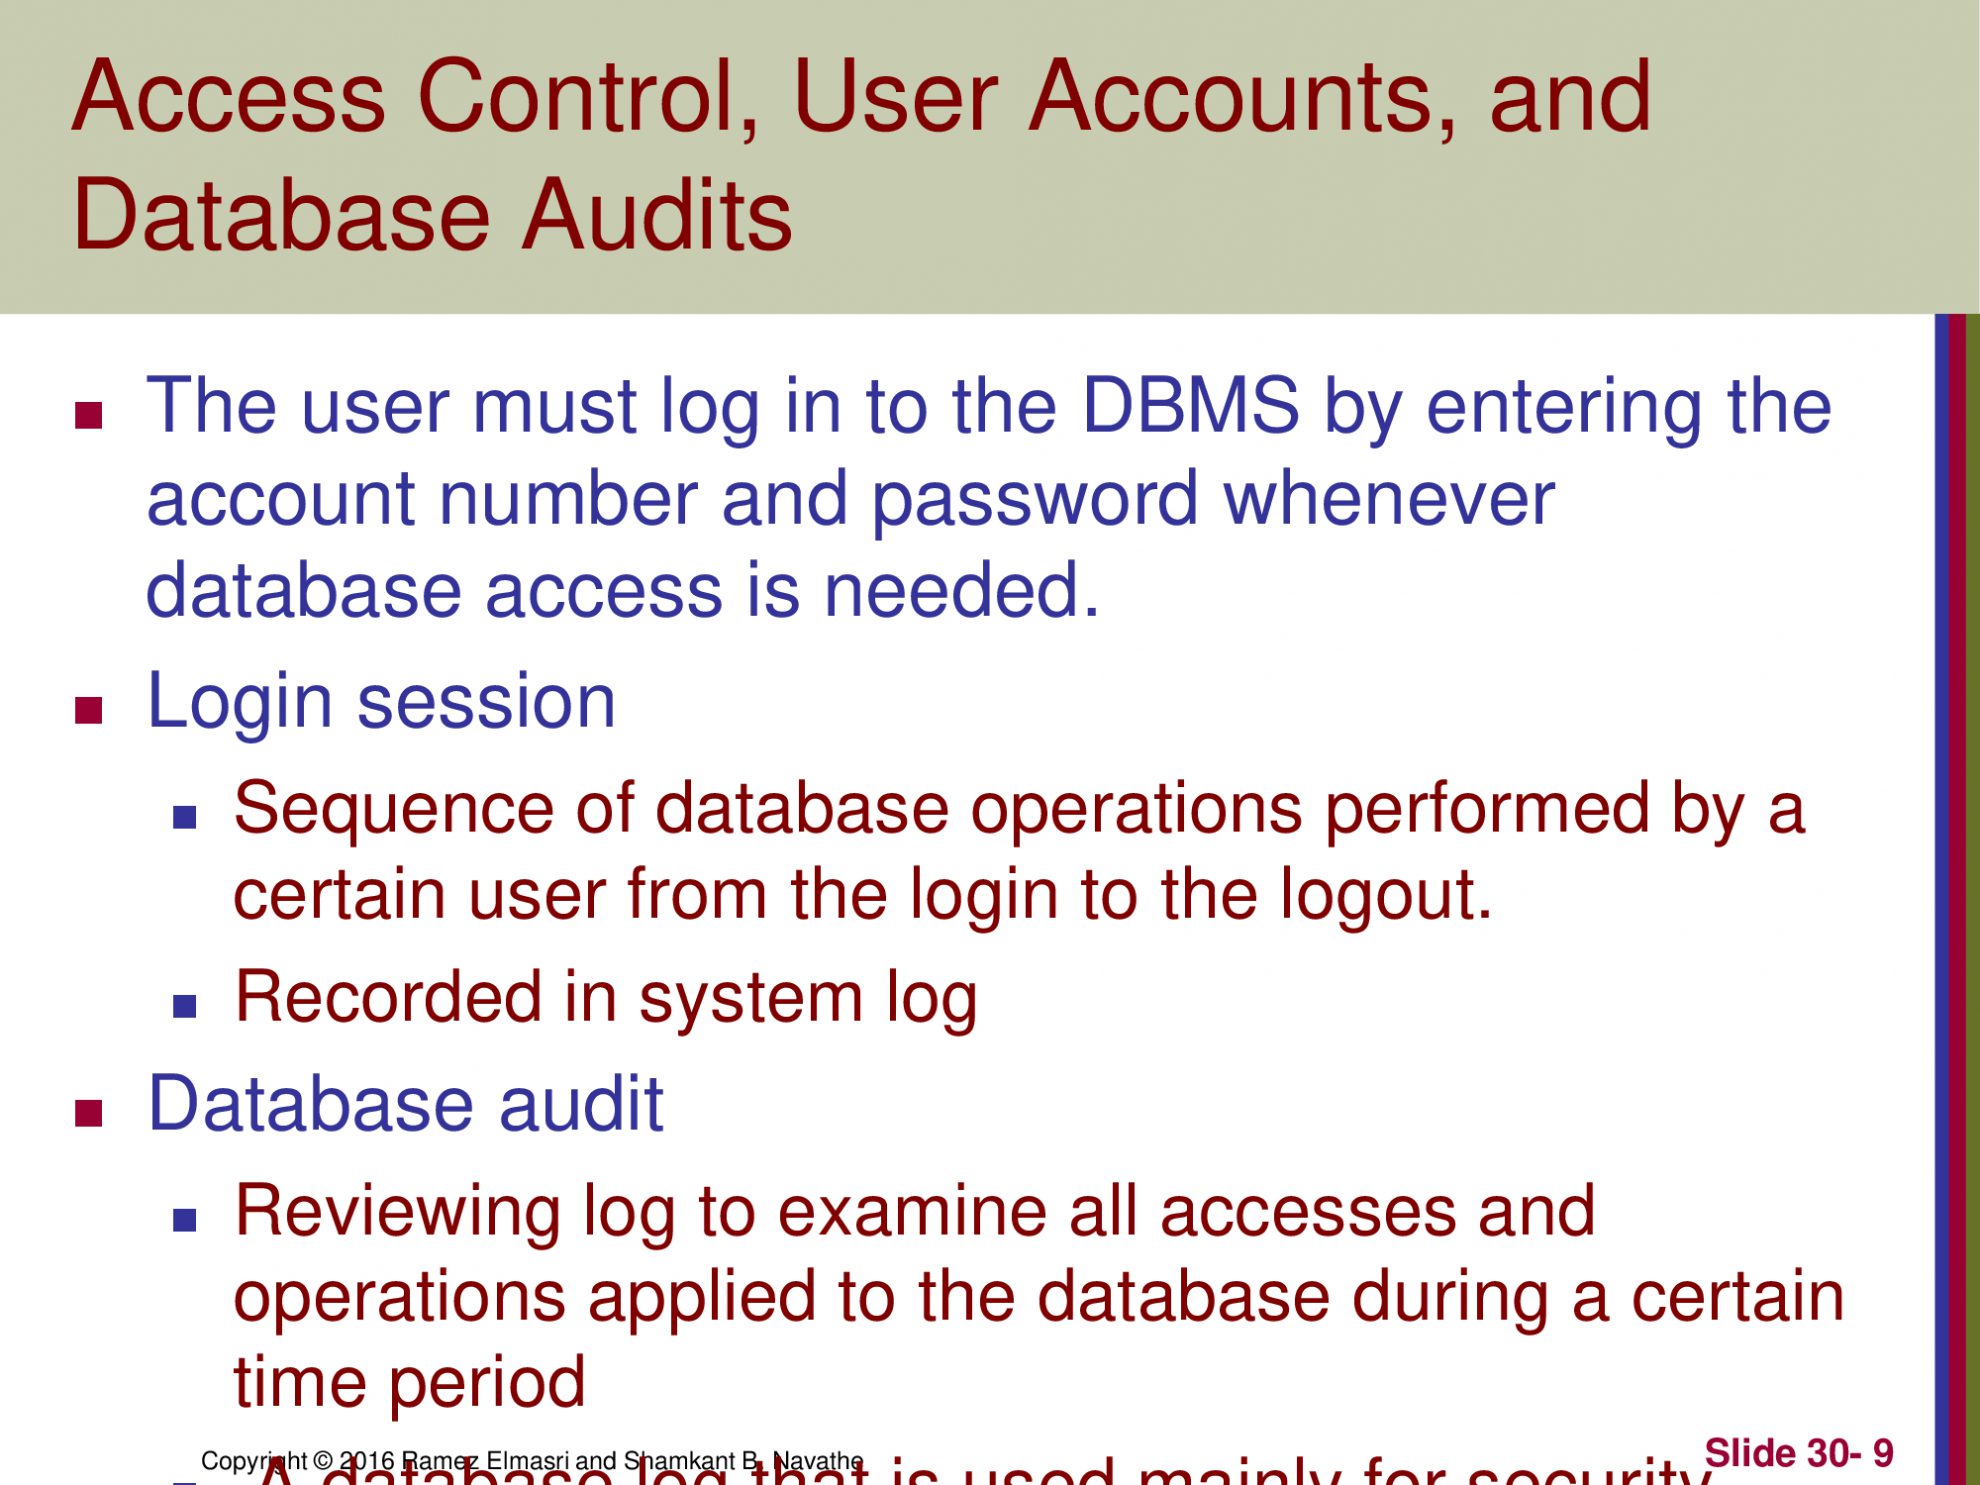 Access Control, User Accounts, and
Database Audits
The user must log in to the DBMS by entering the
account number and password whenever
database access is needed.
Login session
Sequence of database operations performed by a
certain user from the login to the logout.
Recorded in system log
Database audit
Reviewing log to examine all accesses and
operations applied to the database during a certain
time period
A database log that is used mainly for security
Copyright © 2016 Ramez Elmasri and Shamkant B. Navathe
Slide 30- 9